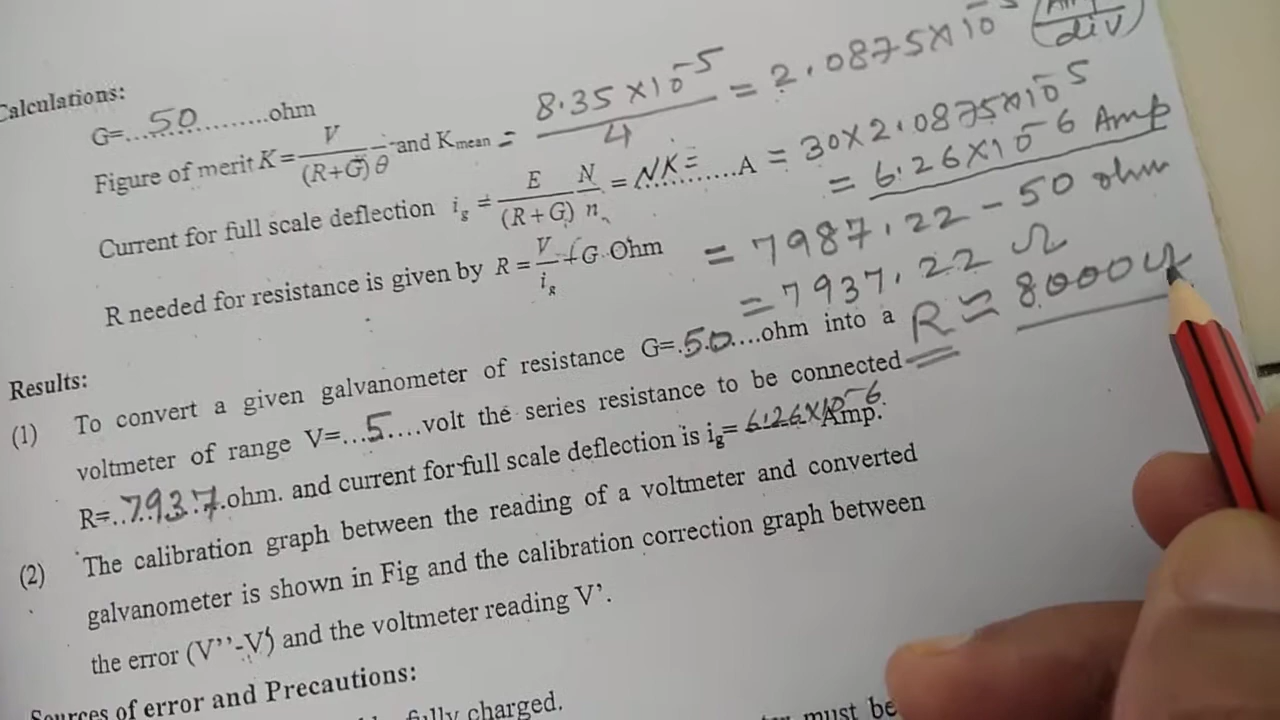 Calculations:
G=....50................ohm
Figure of merit K = V/(R+G)θ and Kmean = 8.35×10⁻⁵/4 = 2.0875×10⁻⁵ (Amp/div)
Current for full scale deflection ig = E/(R+G) N/n = NK = ...........A = 30×2.0875×10⁻⁵
= 6.26×10⁻⁶ Amp
R needed for resistance is given by R = V/ig - G Ohm = 7987.22 - 50 ohm
= 7937.22 Ω
R ≃ 8000 Ω
Results:
(1) To convert a given galvanometer of resistance G=.50....ohm into a
voltmeter of range V=...5....volt the series resistance to be connected
R=..7937.ohm. and current for full scale deflection is ig= 6.26×10⁻⁶ Amp.
(2) The calibration graph between the reading of a voltmeter and converted
galvanometer is shown in Fig and the calibration correction graph between
the error (V''-V') and the voltmeter reading V'.
Sources of error and Precautions:
fully charged.
must be